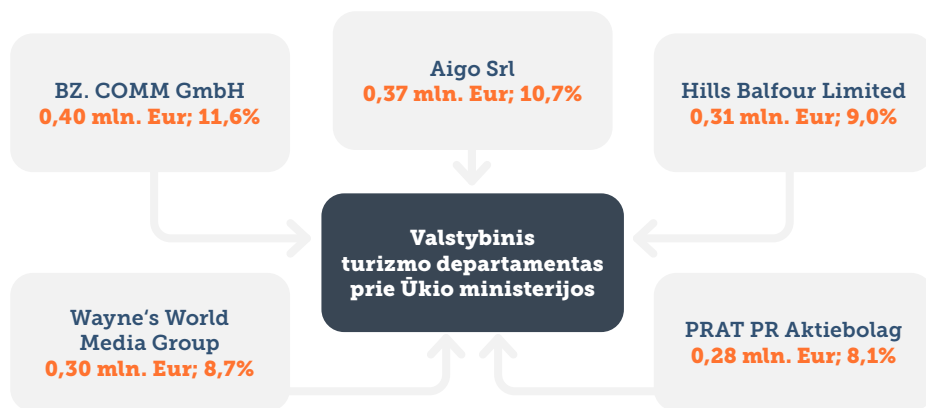 BZ. COMM GmbH
0,40 mln. Eur; 11,6%
Aigo Srl
0,37 mln. Eur; 10,7%
Hills Balfour Limited
0,31 mln. Eur; 9,0%
Valstybinis
turizmo departamentas
prie Ūkio ministerijos
Wayne‘s World
Media Group
0,30 mln. Eur; 8,7%
PRAT PR Aktiebolag
0,28 mln. Eur; 8,1%